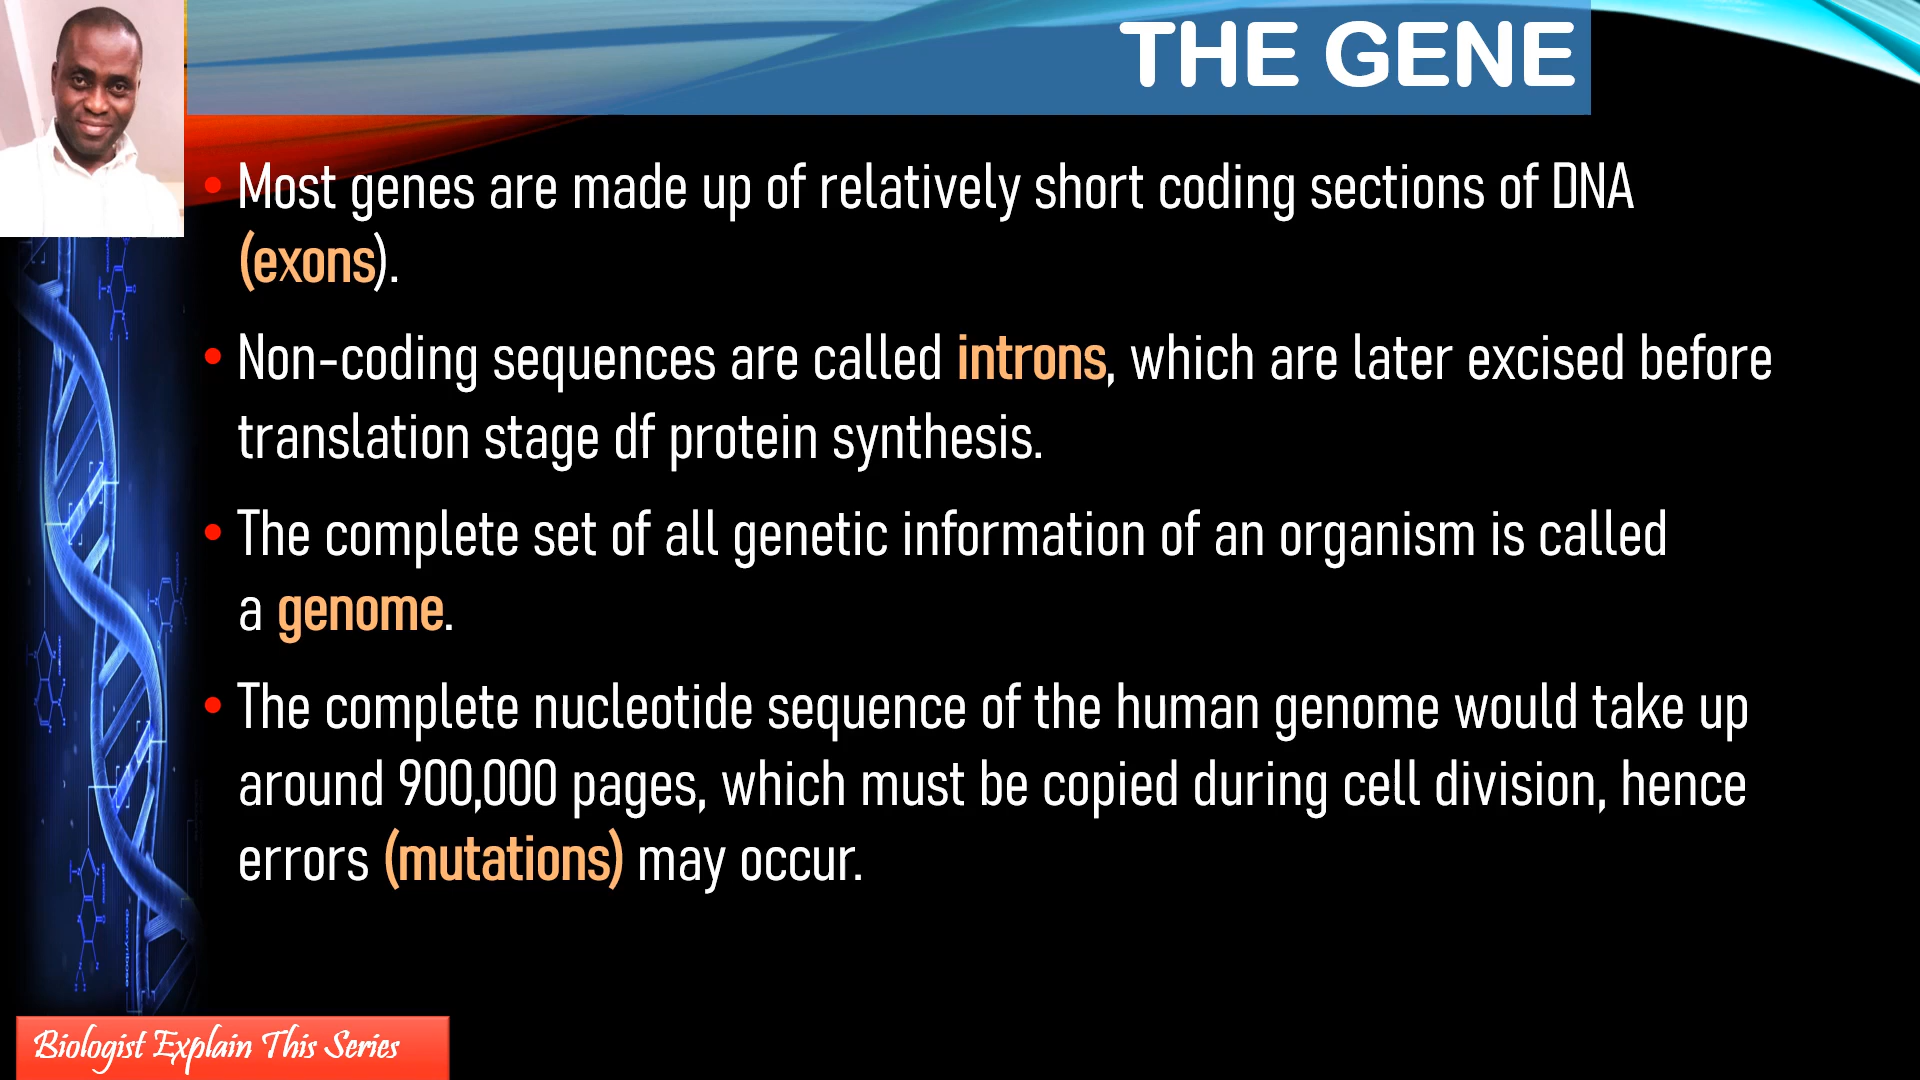 THE GENE
• Most genes are made up of relatively short coding sections of DNA
(exons).
• Non-coding sequences are called introns, which are later excised before
translation stage df protein synthesis.
• The complete set of all genetic information of an organism is called
a genome.
• The complete nucleotide sequence of the human genome would take up
around 900,000 pages, which must be copied during cell division, hence
errors (mutations) may occur.
Biologist Explain This Series